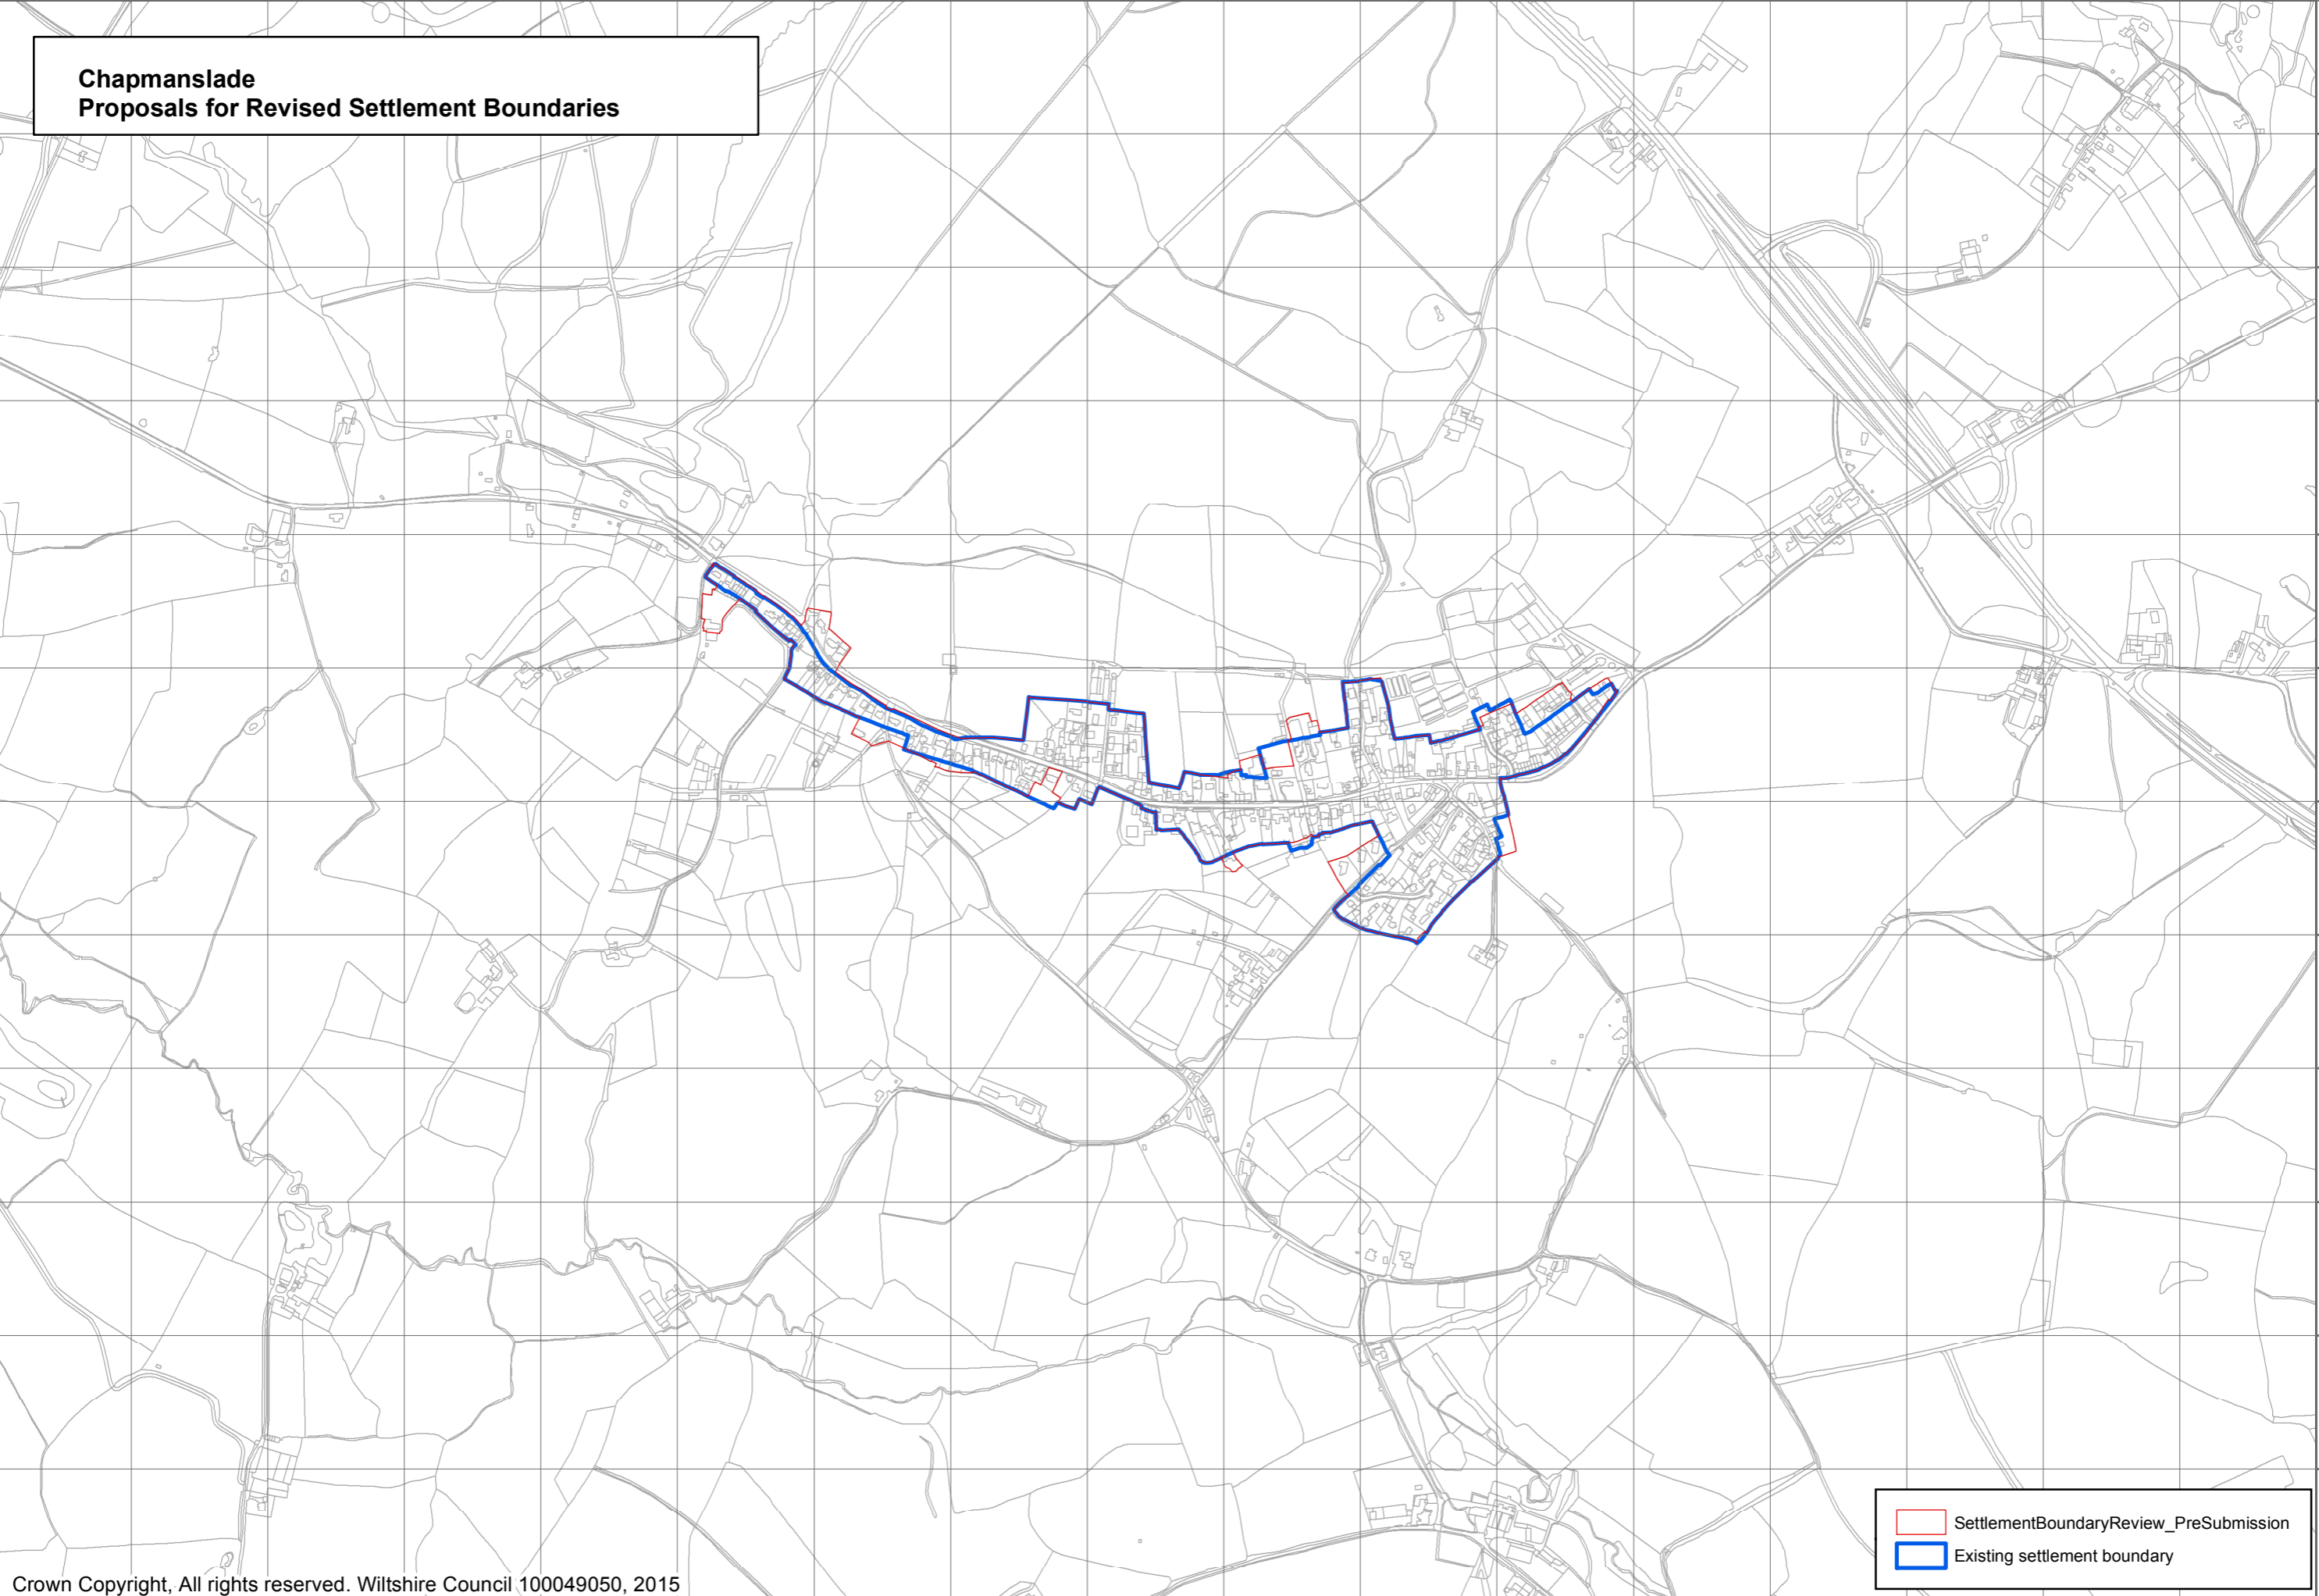 Chapmanslade
Proposals for Revised Settlement Boundaries
SettlementBoundaryReview_PreSubmission
Existing settlement boundary
Crown Copyright, All rights reserved. Wiltshire Council 100049050, 2015